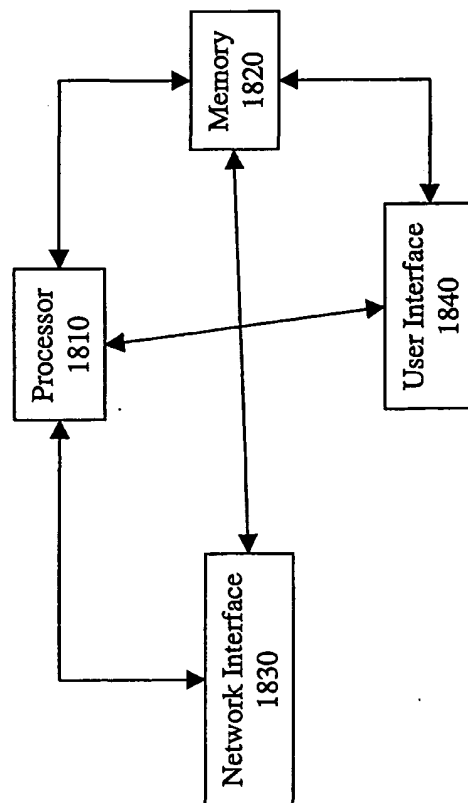 Processor
1810
Memory
1820
Network Interface
1830
User Interface
1840